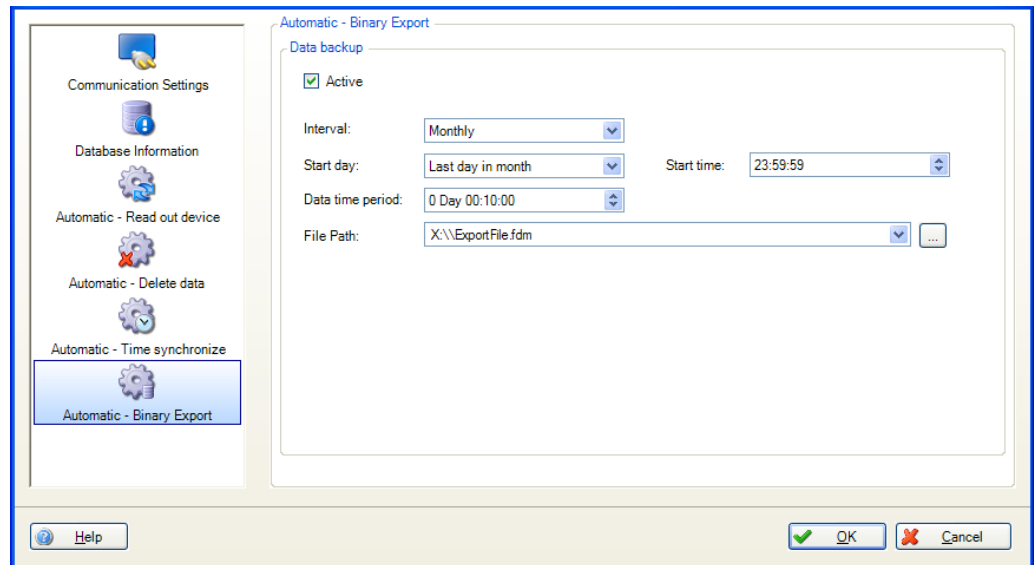 Communication Settings
Database Information
Automatic - Read out device
Automatic - Delete data
Automatic - Time synchronize
Automatic - Binary Export
Automatic - Binary Export
Data backup
Active
Interval: Monthly
Start day: Last day in month Start time: 23:59:59
Data time period: 0 Day 00:10:00
File Path: X:\\ExportFile.fdm ...
Help OK Cancel